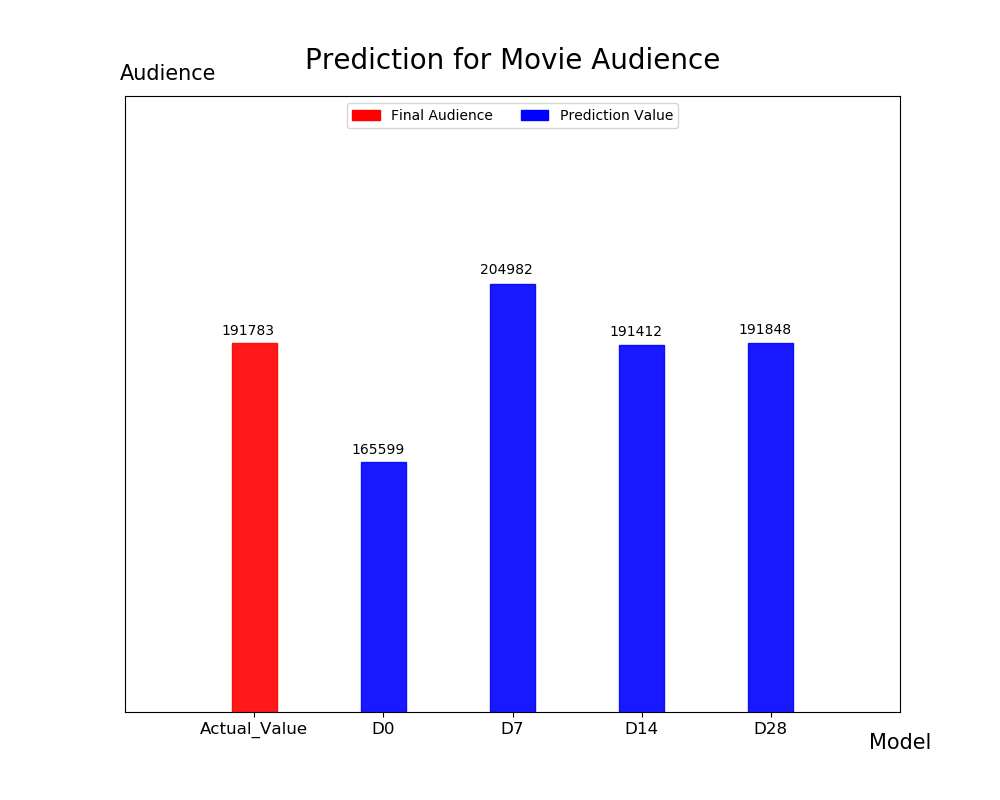 Prediction for Movie Audience
Audience
Final Audience Prediction Value
204982
191783
191412
191848
165599
Actual_Value D0 D7 D14 D28
Model